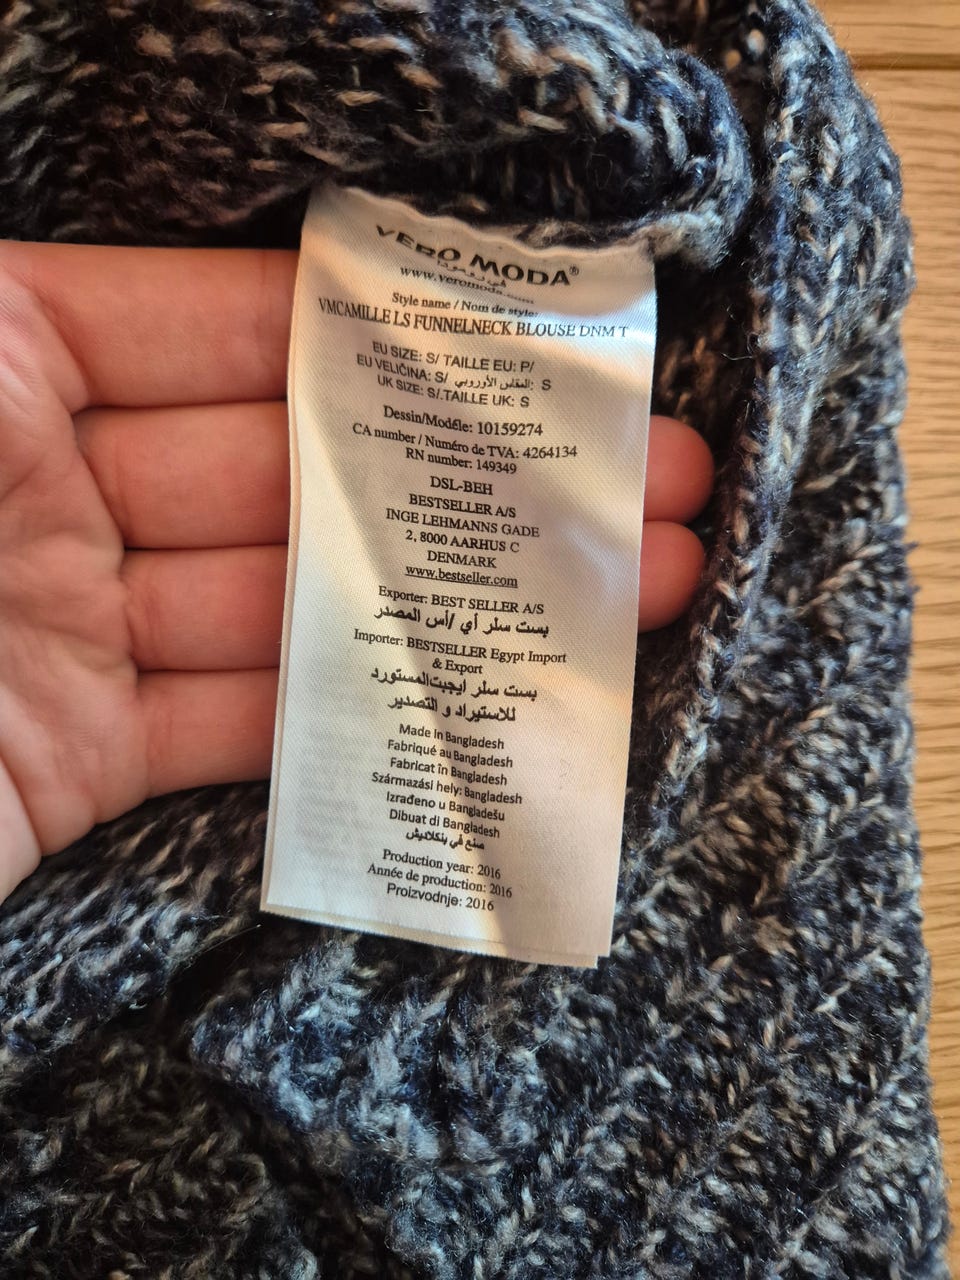 VERO MODA®
فيرو مودا
www.veromoda.com
Style name / Nom de style:
VMCAMILLE LS FUNNELNECK BLOUSE DNM T
EU SIZE: S/ TAILLE EU: P/
EU VELIČINA: S/ المقاس الأوروبي: S
UK SIZE: S/.TAILLE UK: S
Dessin/Modéle: 10159274
CA number / Numéro de TVA: 4264134
RN number: 149349
DSL-BEH
BESTSELLER A/S
INGE LEHMANNS GADE
2, 8000 AARHUS C
DENMARK
www.bestseller.com
Exporter: BEST SELLER A/S
بست سلر أي /أس المصدر
Importer: BESTSELLER Egypt Import
& Export
بست سلر ايجبتالمستورد
للاستيراد و التصدير
Made In Bangladesh
Fabriqué au Bangladesh
Fabricat în Bangladesh
Származási hely: Bangladesh
Izrađeno u Bangladešu
Dibuat di Bangladesh
صنع في بنكلاديش
Production year: 2016
Année de production: 2016
Proizvodnje: 2016